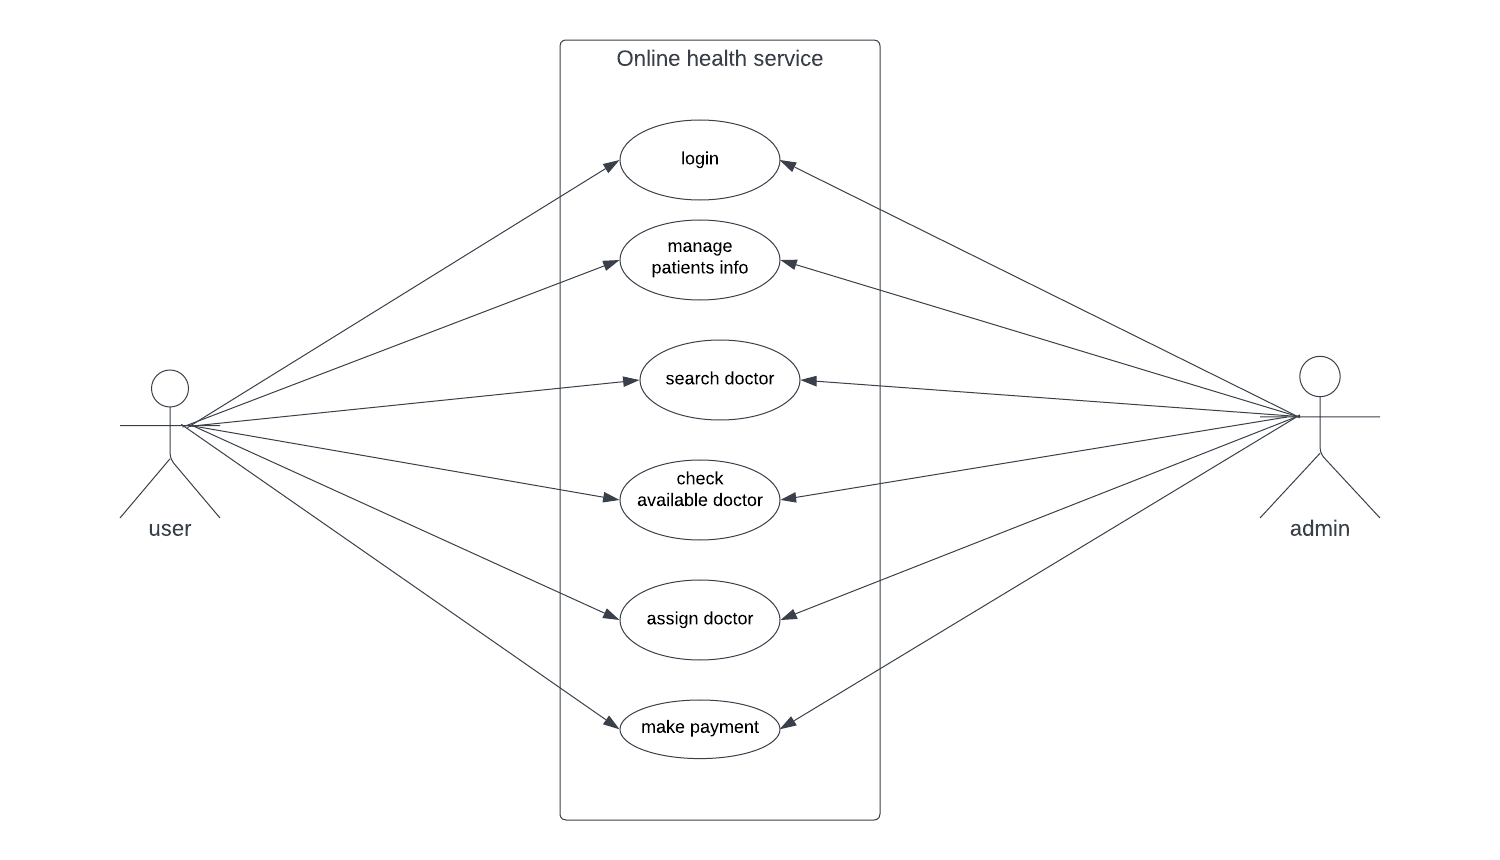 Online health service
login
manage
patients info
search doctor
check
available doctor
user
admin
assign doctor
make payment